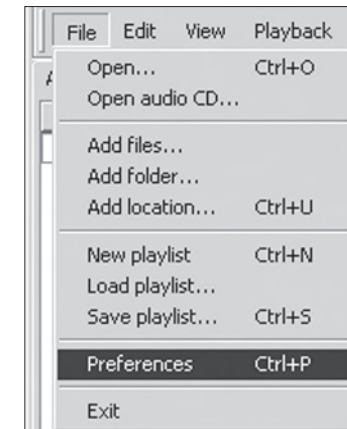 File Edit View Playback
Open... Ctrl+O
Open audio CD...
Add files...
Add folder...
Add location... Ctrl+U
New playlist Ctrl+N
Load playlist...
Save playlist... Ctrl+S
Preferences Ctrl+P
Exit